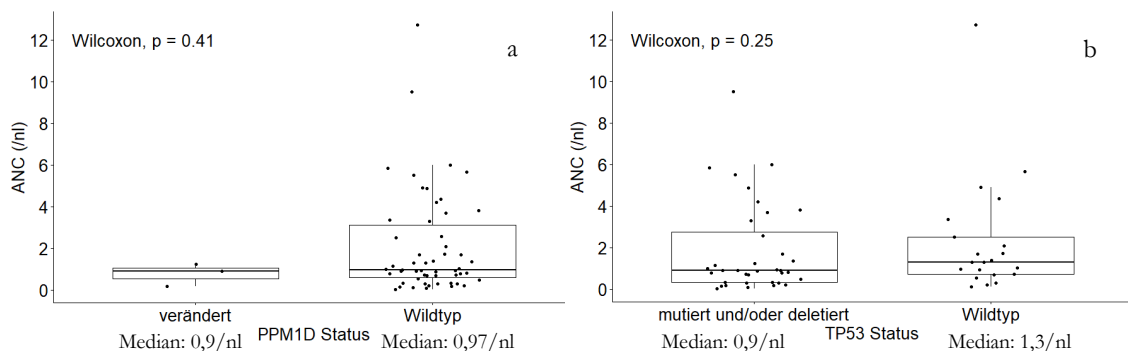 Wilcoxon, p = 0.41
a
ANC (/nl)
12
10
8
6
4
2
0
verändert
Wildtyp
PPM1D Status
Median: 0,9/nl
Median: 0,97/nl
Wilcoxon, p = 0.25
b
ANC (/nl)
12
10
8
6
4
2
0
mutiert und/oder deletiert
Wildtyp
TP53 Status
Median: 0,9/nl
Median: 1,3/nl